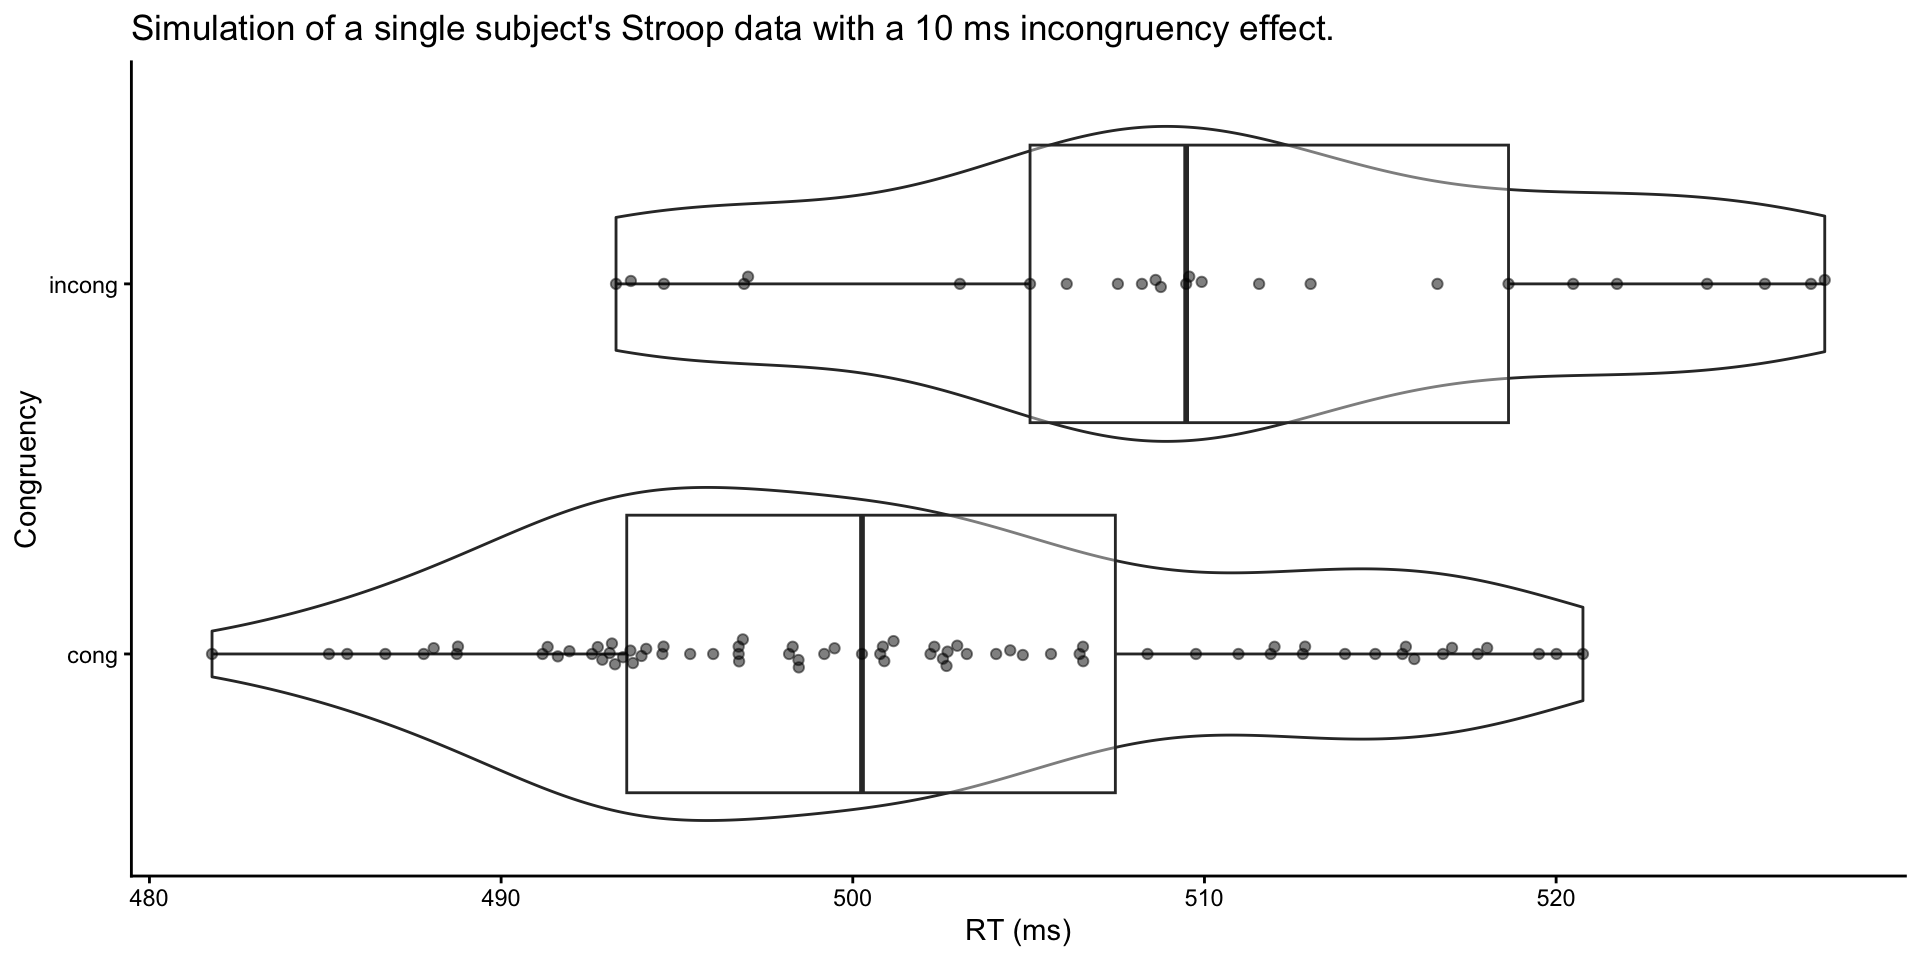 Simulation of a single subject's Stroop data with a 10 ms incongruency effect.
incong
Congruency
cong
480 490 500 510 520
RT (ms)